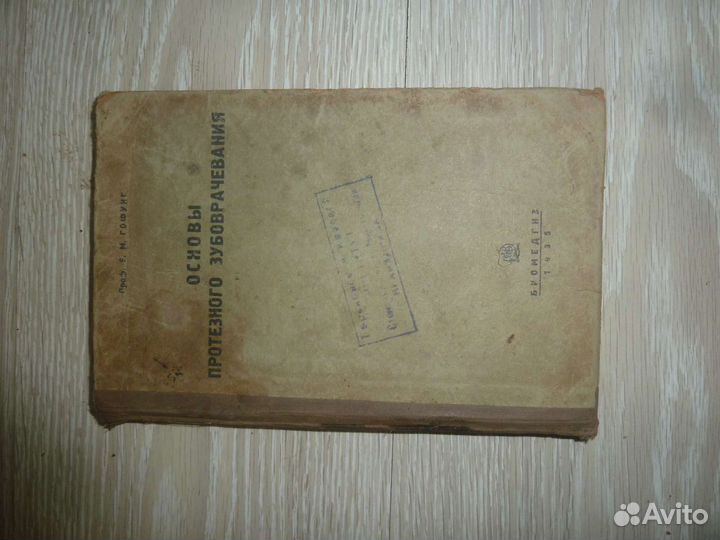 Проф. Е. М. ГОФУНГ
ОСНОВЫ
ПРОТЕЗНОГО ЗУБОВРАЧЕВАНИЯ
БИОМЕДГИЗ
1935
Avito